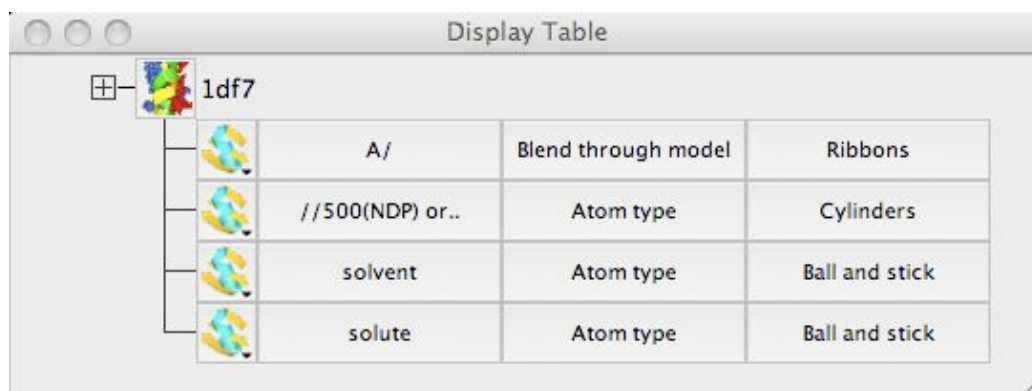 Display Table
1df7
A/ Blend through model Ribbons
//500(NDP) or.. Atom type Cylinders
solvent Atom type Ball and stick
solute Atom type Ball and stick